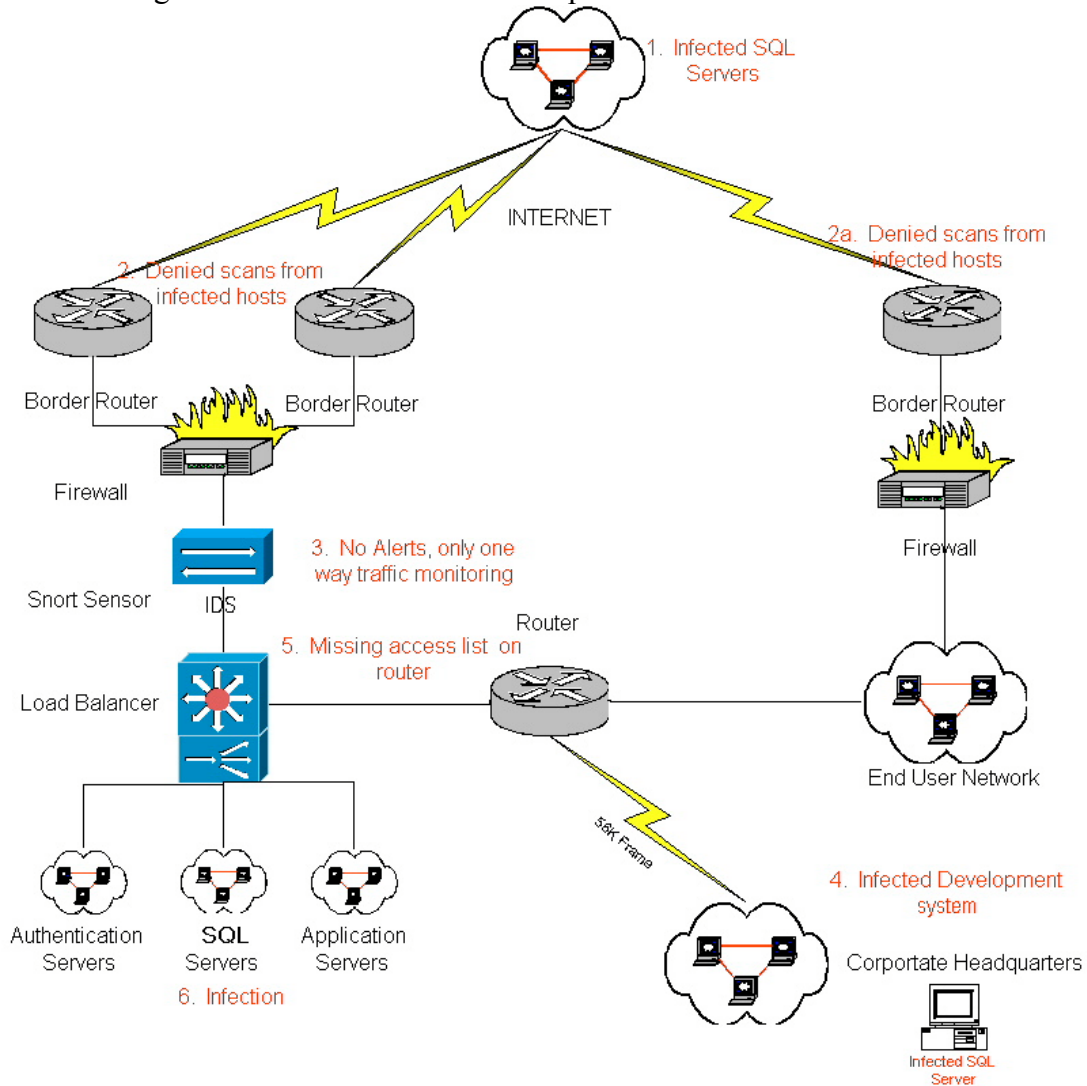 1. Infected SQL
Servers
INTERNET
2. Denied scans from
infected hosts
2a. Denied scans from
infected hosts
Border Router
Border Router
Border Router
Firewall
Firewall
3. No Alerts, only one
way traffic monitoring
Snort Sensor
IDS
Router
5. Missing access list on
router
Load Balancer
End User Network
56K Frame
4. Infected Development
system
Authentication
Servers
SQL
Servers
Application
Servers
Corportate Headquarters
6. Infection
Infected SQL
Server